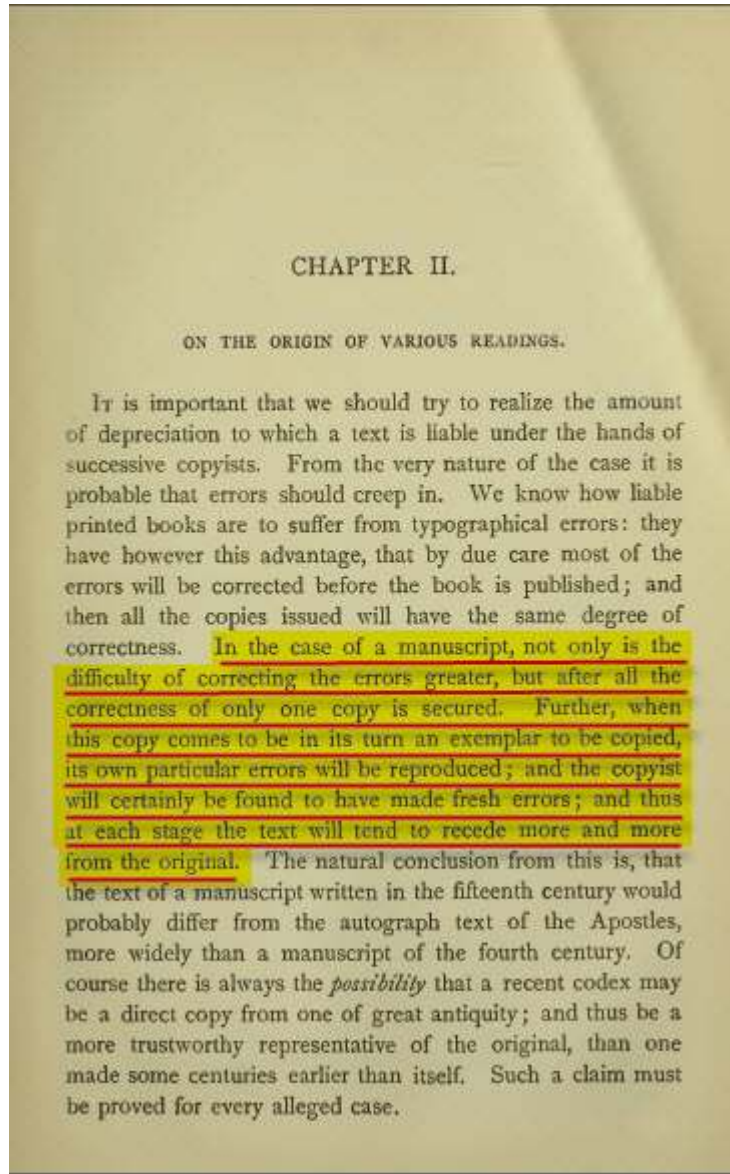 CHAPTER II.
ON THE ORIGIN OF VARIOUS READINGS.
IT is important that we should try to realize the amount
of depreciation to which a text is liable under the hands of
successive copyists. From the very nature of the case it is
probable that errors should creep in. We know how liable
printed books are to suffer from typographical errors: they
have however this advantage, that by due care most of the
errors will be corrected before the book is published; and
then all the copies issued will have the same degree of
correctness. In the case of a manuscript, not only is the
difficulty of correcting the errors greater, but after all the
correctness of only one copy is secured. Further, when
this copy comes to be in its turn an exemplar to be copied,
its own particular errors will be reproduced; and the copyist
will certainly be found to have made fresh errors; and thus
at each stage the text will tend to recede more and more
from the original. The natural conclusion from this is, that
the text of a manuscript written in the fifteenth century would
probably differ from the autograph text of the Apostles,
more widely than a manuscript of the fourth century. Of
course there is always the possibility that a recent codex may
be a direct copy from one of great antiquity; and thus be a
more trustworthy representative of the original, than one
made some centuries earlier than itself. Such a claim must
be proved for every alleged case.